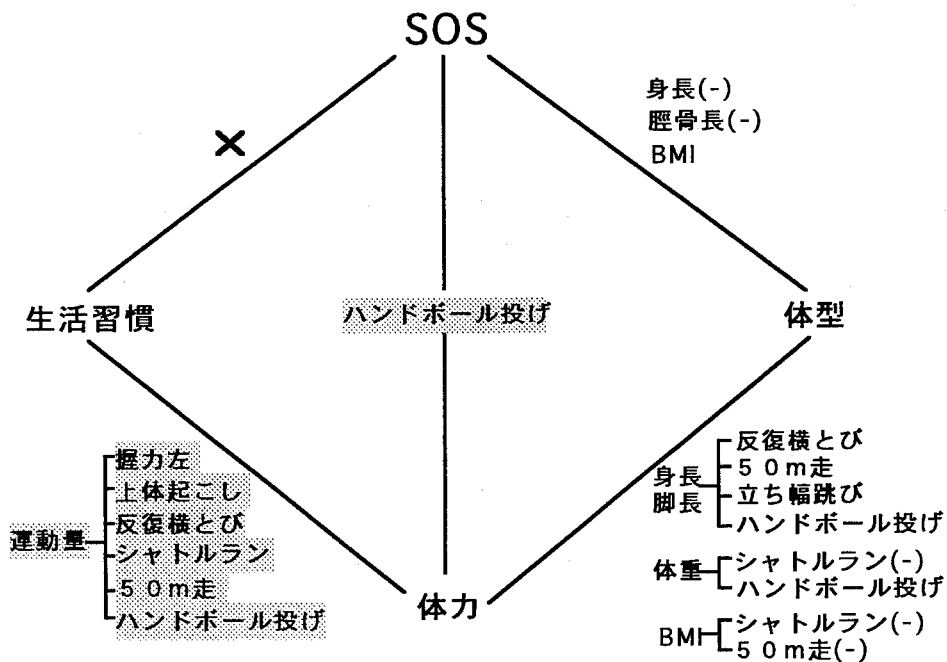 SOS
身長(-)
脛骨長(-)
BMI
×
生活習慣
ハンドボール投げ
体型
運動量
握力左
上体起こし
反復横とび
シャトルラン
50m走
ハンドボール投げ
体力
身長
脚長
反復横とび
50m走
立ち幅跳び
ハンドボール投げ
体重
シャトルラン(-)
ハンドボール投げ
BMI
シャトルラン(-)
50m走(-)